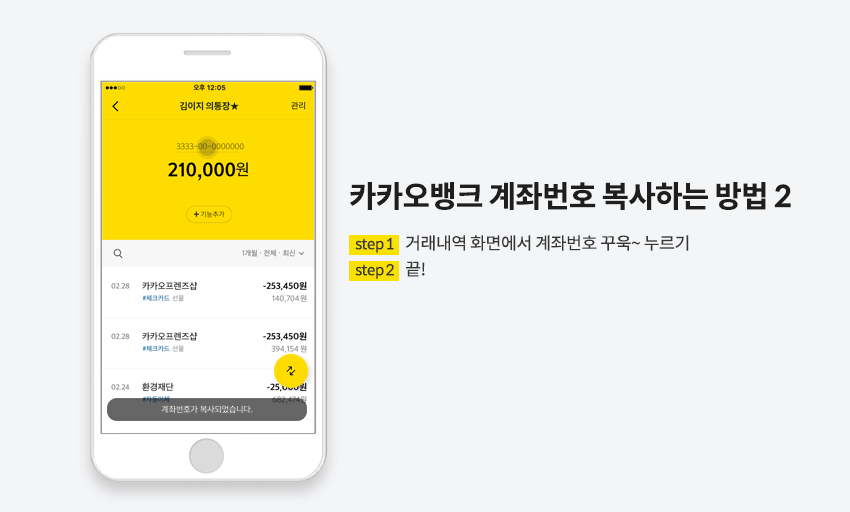 오후 12:05
김이지 의통장★
관리
3333-00-0000000
210,000원
+기능추가
1개월 · 전체 · 최신
02.28 카카오프렌즈샵 -253,450원
#체크카드 선물 140,704 원
02.28 카카오프렌즈샵 -253,450원
#체크카드 선물 394,154 원
02.24 환경재단 -25,000원
#자동이체 682,474원
계좌번호가 복사되었습니다.
카카오뱅크 계좌번호 복사하는 방법 2
step1 거래내역 화면에서 계좌번호 꾸욱~ 누르기
step2 끝!